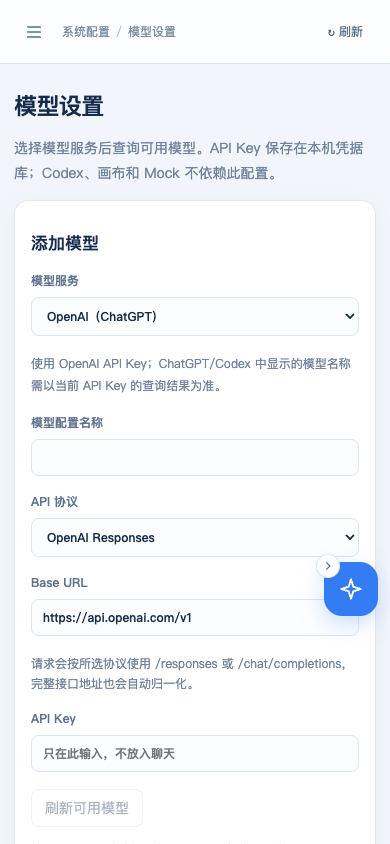 系统配置 / 模型设置
↻ 刷新
模型设置
选择模型服务后查询可用模型。API Key 保存在本机凭据
库；Codex、画布和 Mock 不依赖此配置。
添加模型
模型服务
OpenAI（ChatGPT）
使用 OpenAI API Key；ChatGPT/Codex 中显示的模型名称
需以当前 API Key 的查询结果为准。
模型配置名称
API 协议
OpenAI Responses
Base URL
https://api.openai.com/v1
请求会按所选协议使用 /responses 或 /chat/completions，
完整接口地址也会自动归一化。
API Key
只在此输入，不放入聊天
刷新可用模型